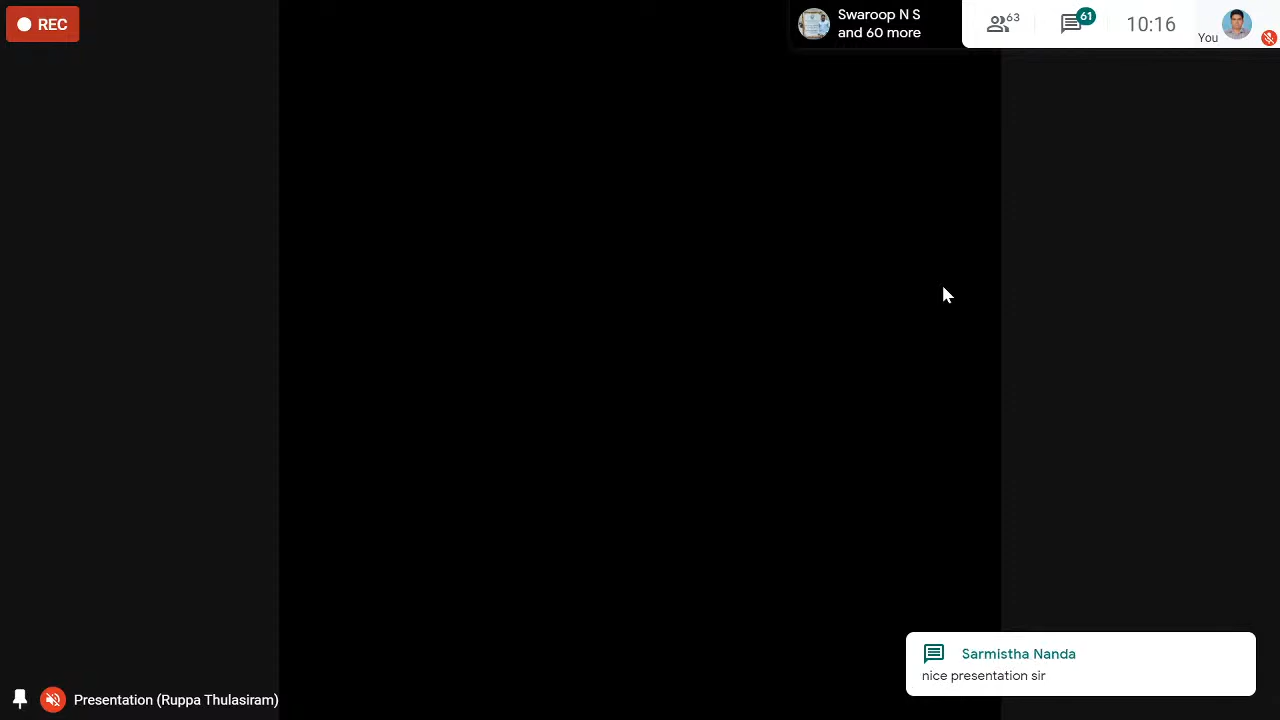 REC
Swaroop N S
and 60 more
63
61
10:16
You
Sarmistha Nanda
nice presentation sir
Presentation (Ruppa Thulasiram)